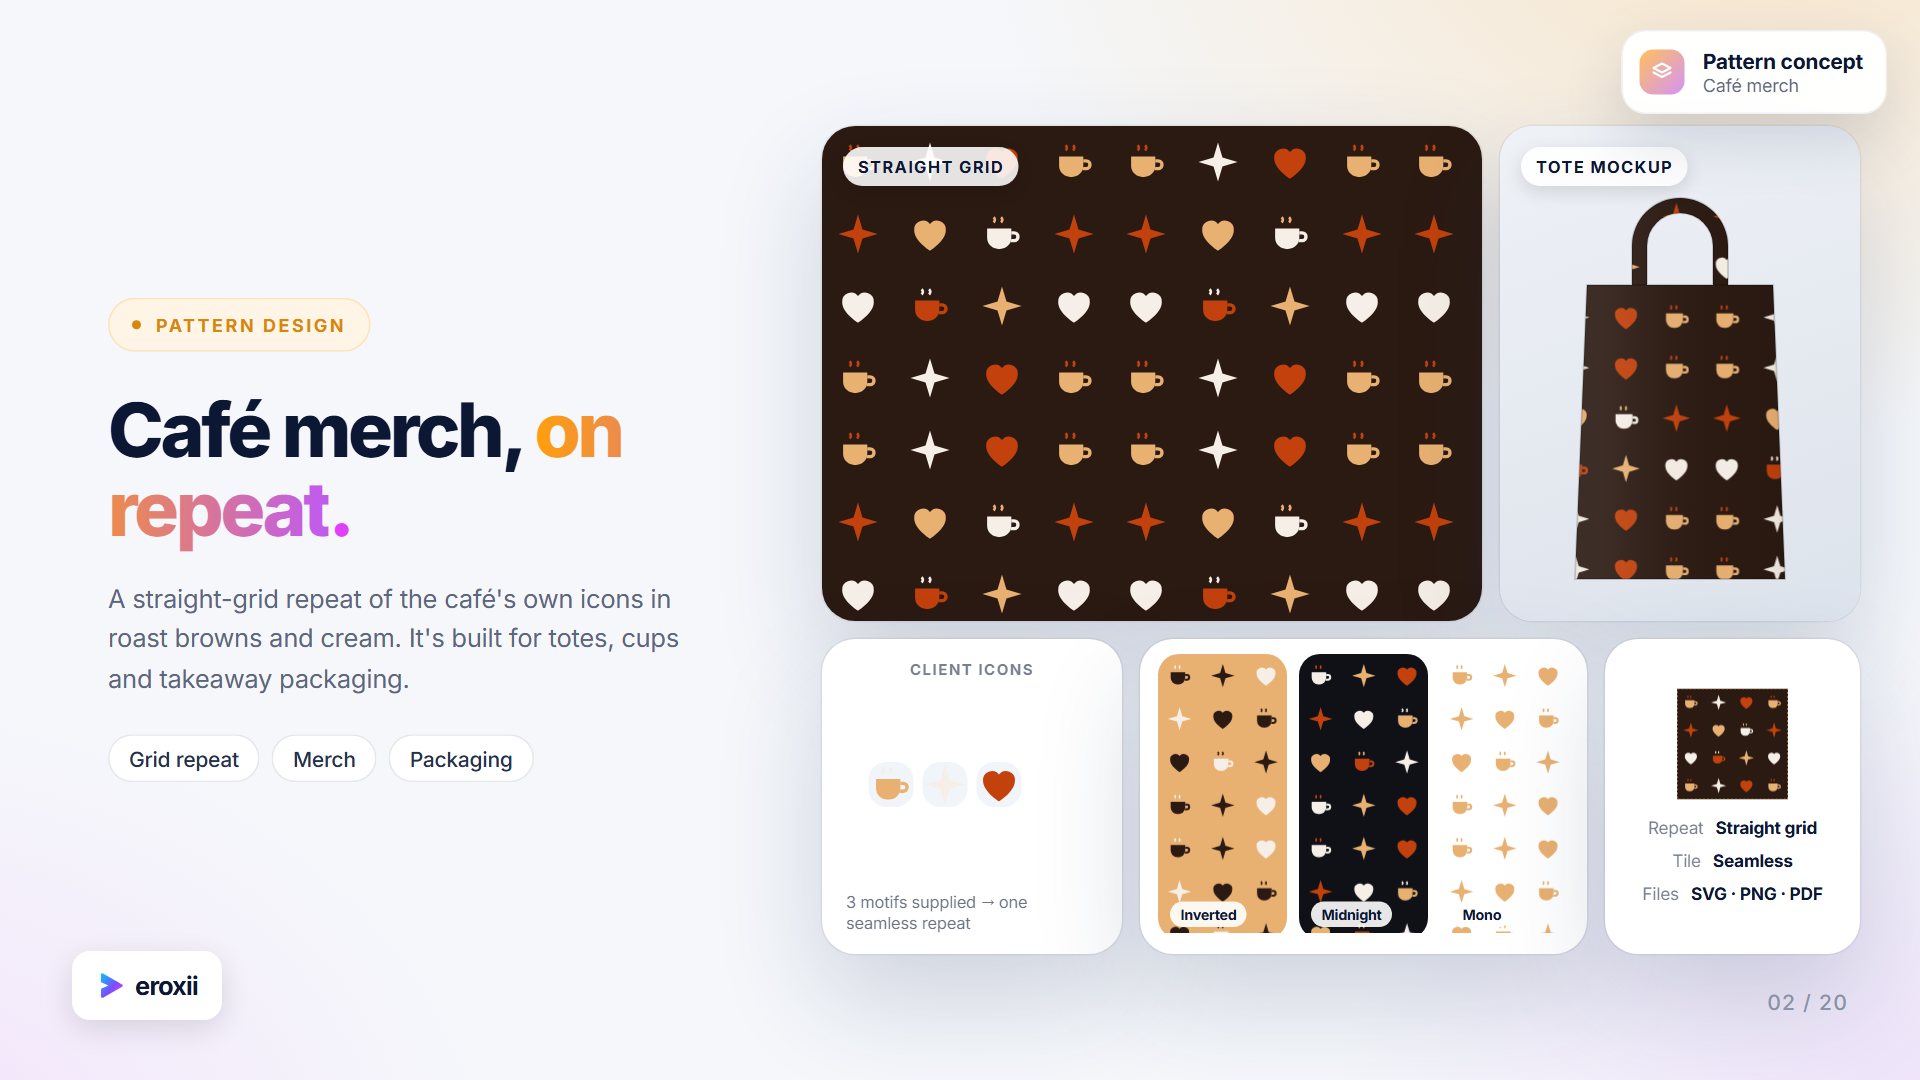 Pattern concept
Café merch
STRAIGHT GRID
TOTE MOCKUP
PATTERN DESIGN
Café merch, on
repeat.
A straight-grid repeat of the café's own icons in
roast browns and cream. It's built for totes, cups
and takeaway packaging.
Grid repeat
Merch
Packaging
CLIENT ICONS
3 motifs supplied → one
seamless repeat
Inverted
Midnight
Mono
Repeat Straight grid
Tile Seamless
Files SVG · PNG · PDF
eroxii
02 / 20